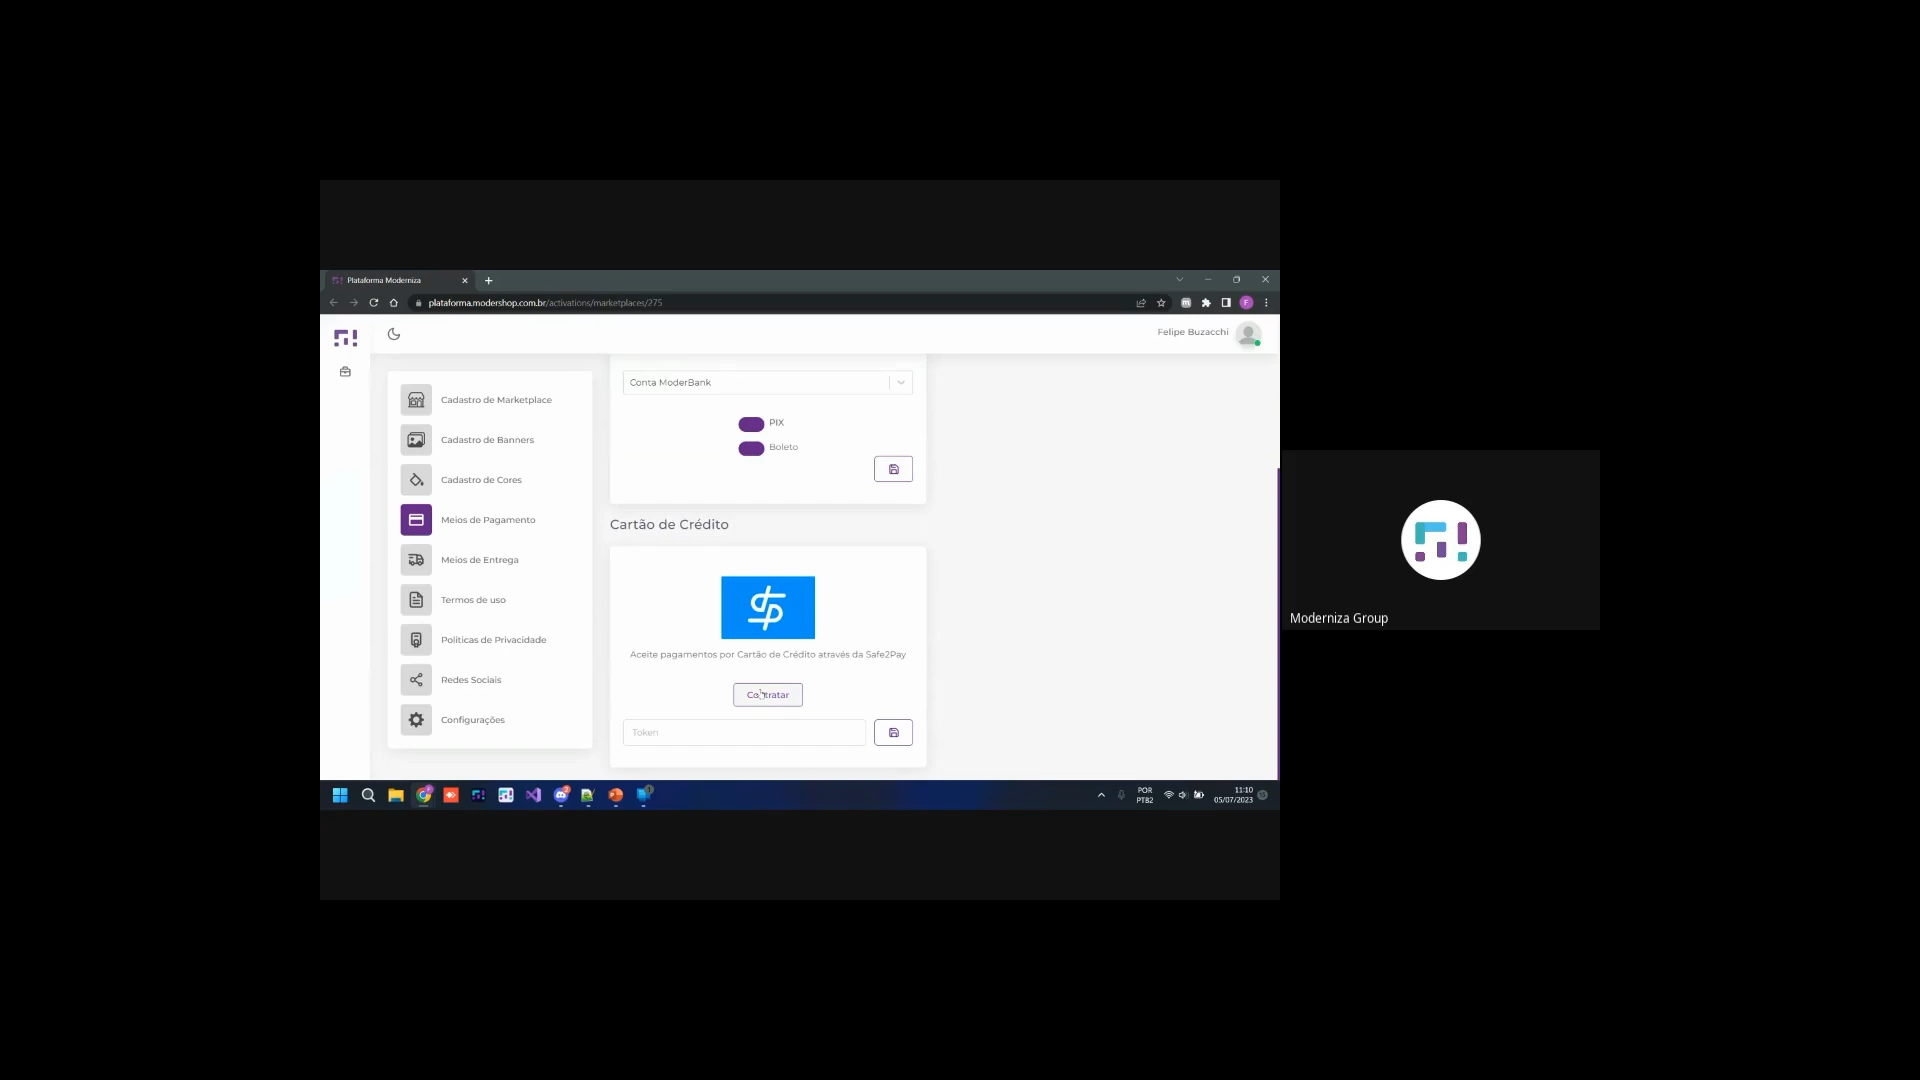 Plataforma Moderniza
plataforma.modershop.com.br/activations/marketplaces/275
F
Felipe Buzacchi
Cadastro de Marketplace
Cadastro de Banners
Cadastro de Cores
Meios de Pagamento
Meios de Entrega
Termos de uso
Politicas de Privacidade
Redes Sociais
Configurações
Conta ModerBank
PIX
Boleto
Cartão de Crédito
Aceite pagamentos por Cartão de Crédito através da Safe2Pay
Contratar
Token
Moderniza Group
POR
PTB2
11:10
05/07/2023